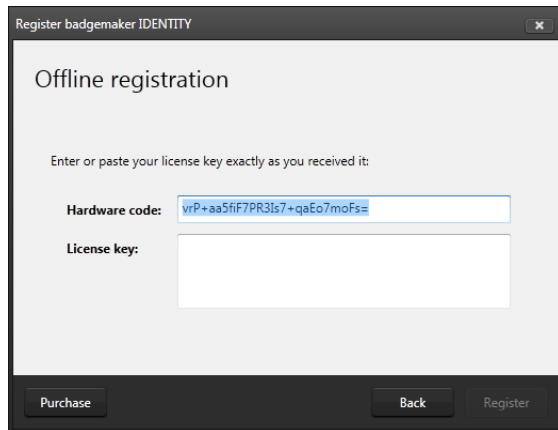 Register badgemaker IDENTITY
Offline registration
Enter or paste your license key exactly as you received it:
Hardware code: vrP+aa5fiF7PR3Is7+qaEo7moFs=
License key:
Purchase Back Register